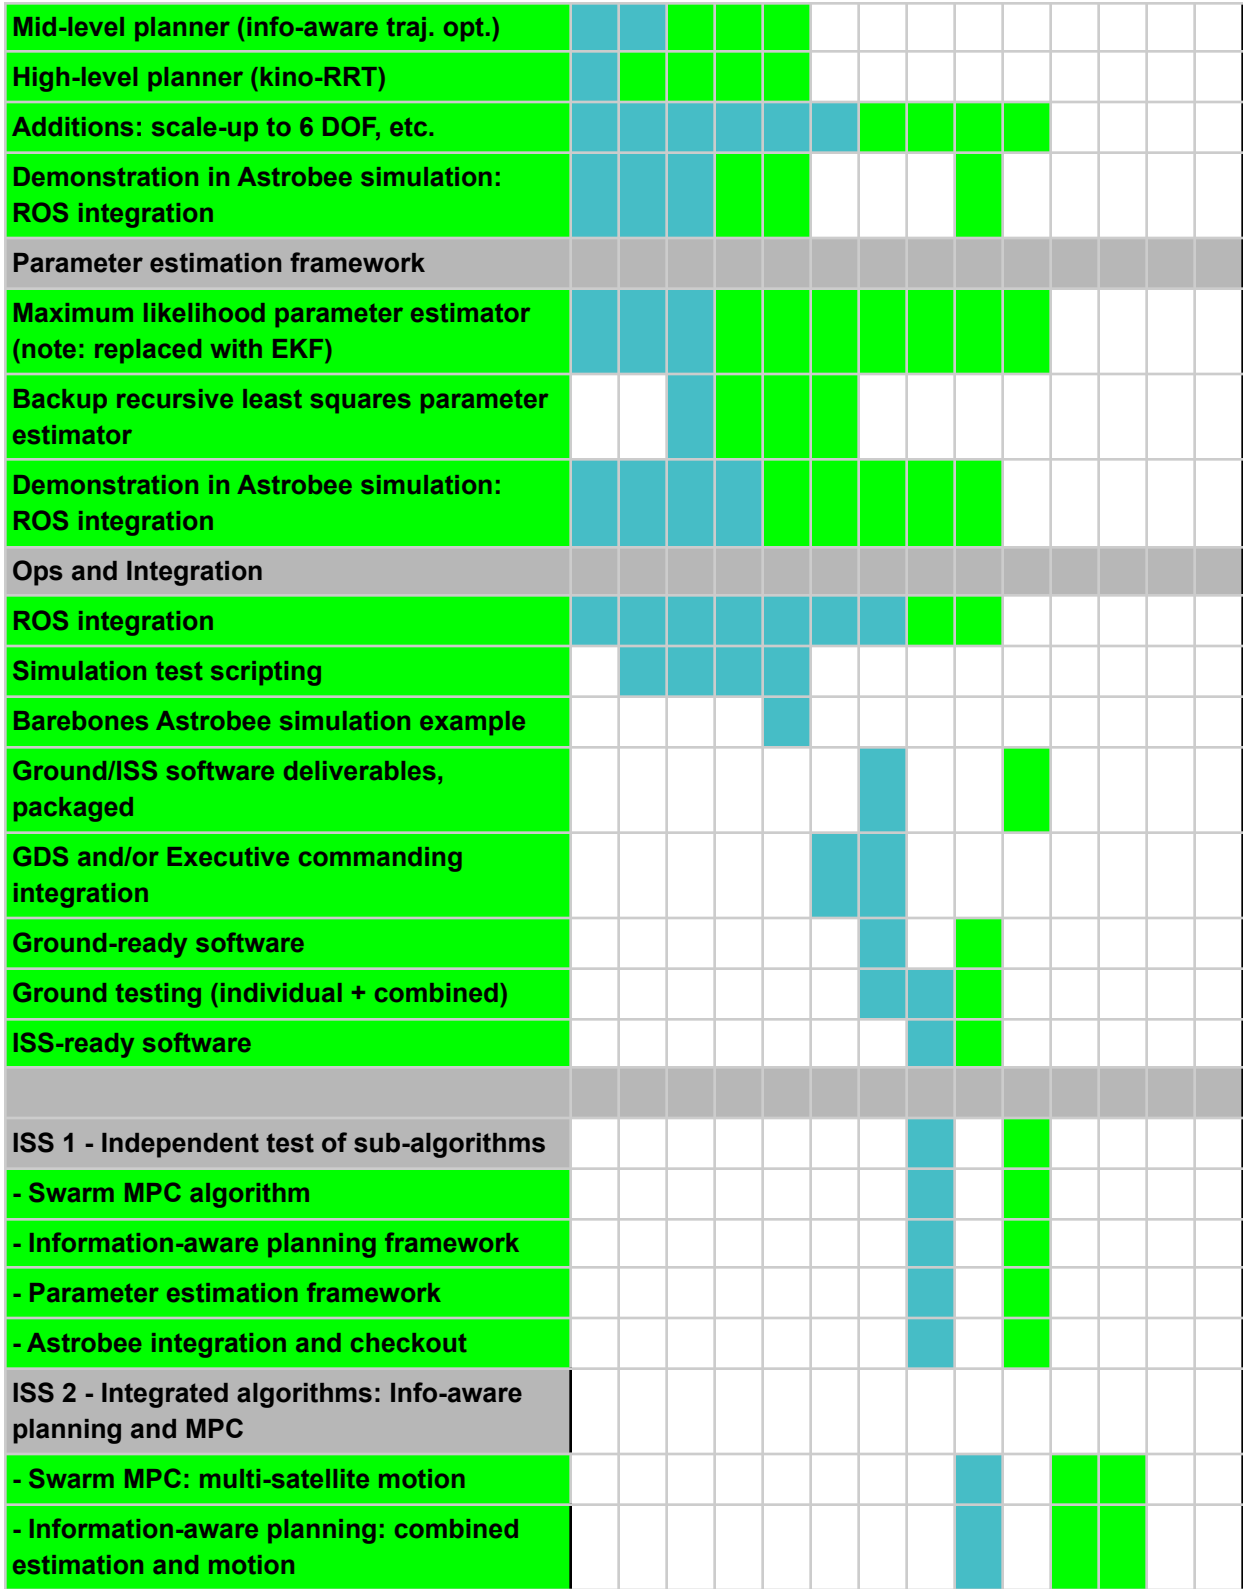 Mid-level planner (info-aware traj. opt.)
High-level planner (kino-RRT)
Additions: scale-up to 6 DOF, etc.
Demonstration in Astrobee simulation:
ROS integration
Parameter estimation framework
Maximum likelihood parameter estimator
(note: replaced with EKF)
Backup recursive least squares parameter
estimator
Demonstration in Astrobee simulation:
ROS integration
Ops and Integration
ROS integration
Simulation test scripting
Barebones Astrobee simulation example
Ground/ISS software deliverables,
packaged
GDS and/or Executive commanding
integration
Ground-ready software
Ground testing (individual + combined)
ISS-ready software
ISS 1 - Independent test of sub-algorithms
- Swarm MPC algorithm
- Information-aware planning framework
- Parameter estimation framework
- Astrobee integration and checkout
ISS 2 - Integrated algorithms: Info-aware
planning and MPC
- Swarm MPC: multi-satellite motion
- Information-aware planning: combined
estimation and motion